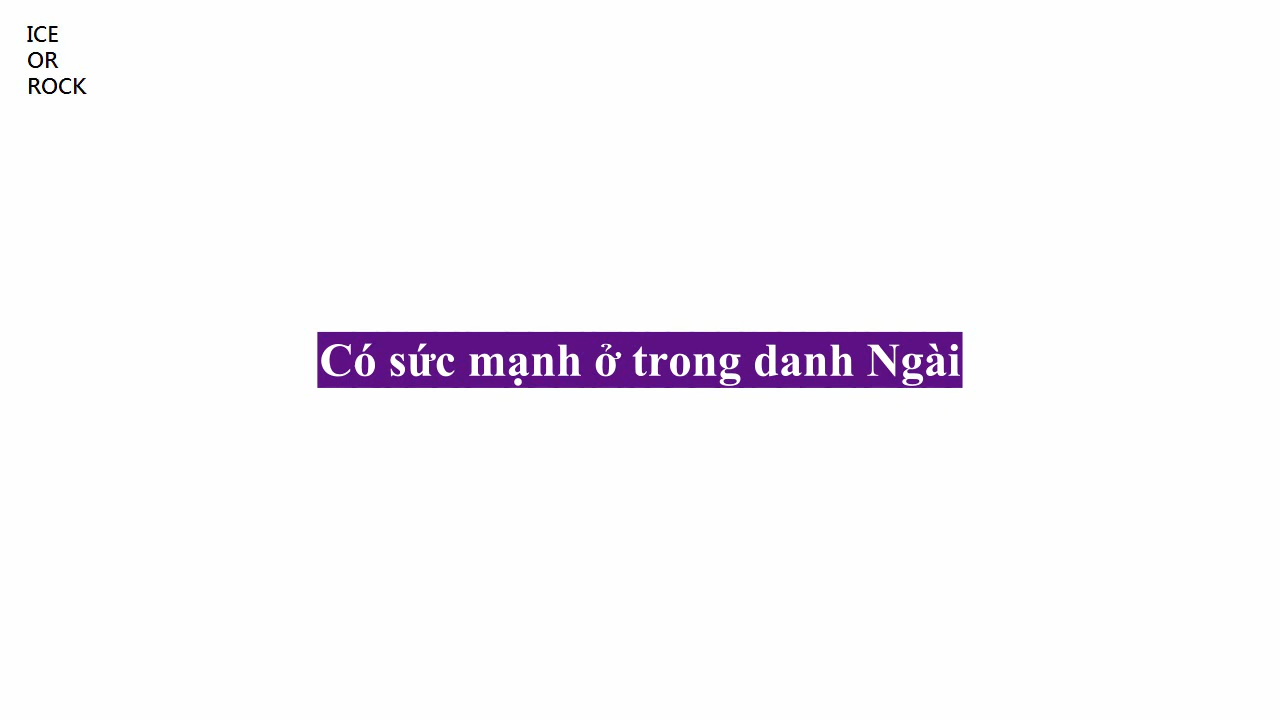 ICE
OR
ROCK
Có sức mạnh ở trong danh Ngài